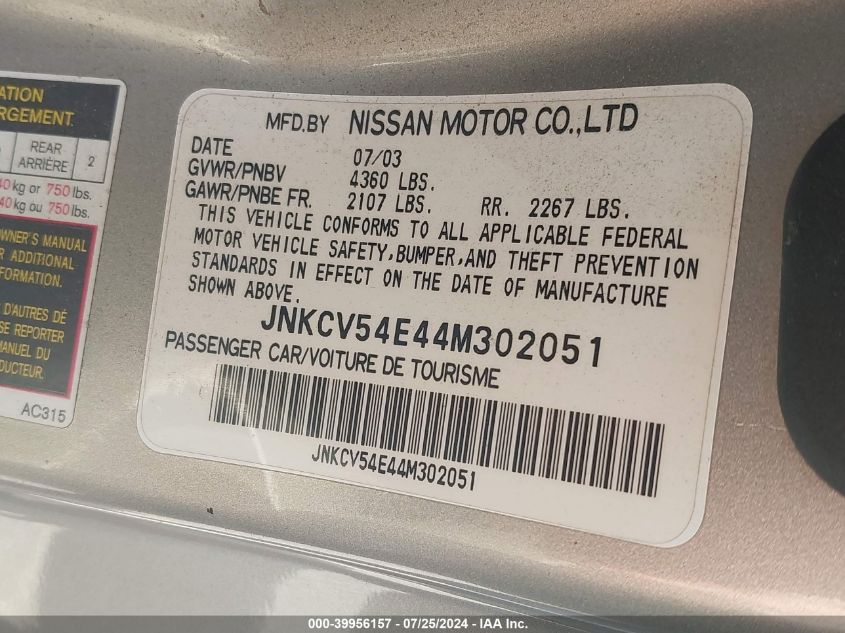 ATION
RGEMENT
REAR
ARRIÈRE
2
40 kg or 750 lbs.
40 kg ou 750 lbs.
OWNER'S MANUAL
R ADDITIONAL
FORMATION.
D'AUTRES DÉ
SE REPORTER
MANUEL DU
DUCTEUR.
AC315
MFD.BY NISSAN MOTOR CO.,LTD
DATE 07/03
GVWR/PNBV 4360 LBS.
GAWR/PNBE FR. 2107 LBS. RR. 2267 LBS.
THIS VEHICLE CONFORMS TO ALL APPLICABLE FEDERAL
MOTOR VEHICLE SAFETY,BUMPER,AND THEFT PREVENTION
STANDARDS IN EFFECT ON THE DATE OF MANUFACTURE
SHOWN ABOVE.
JNKCV54E44M302051
PASSENGER CAR/VOITURE DE TOURISME
JNKCV54E44M302051
000-39956157 - 07/25/2024 - IAA Inc.